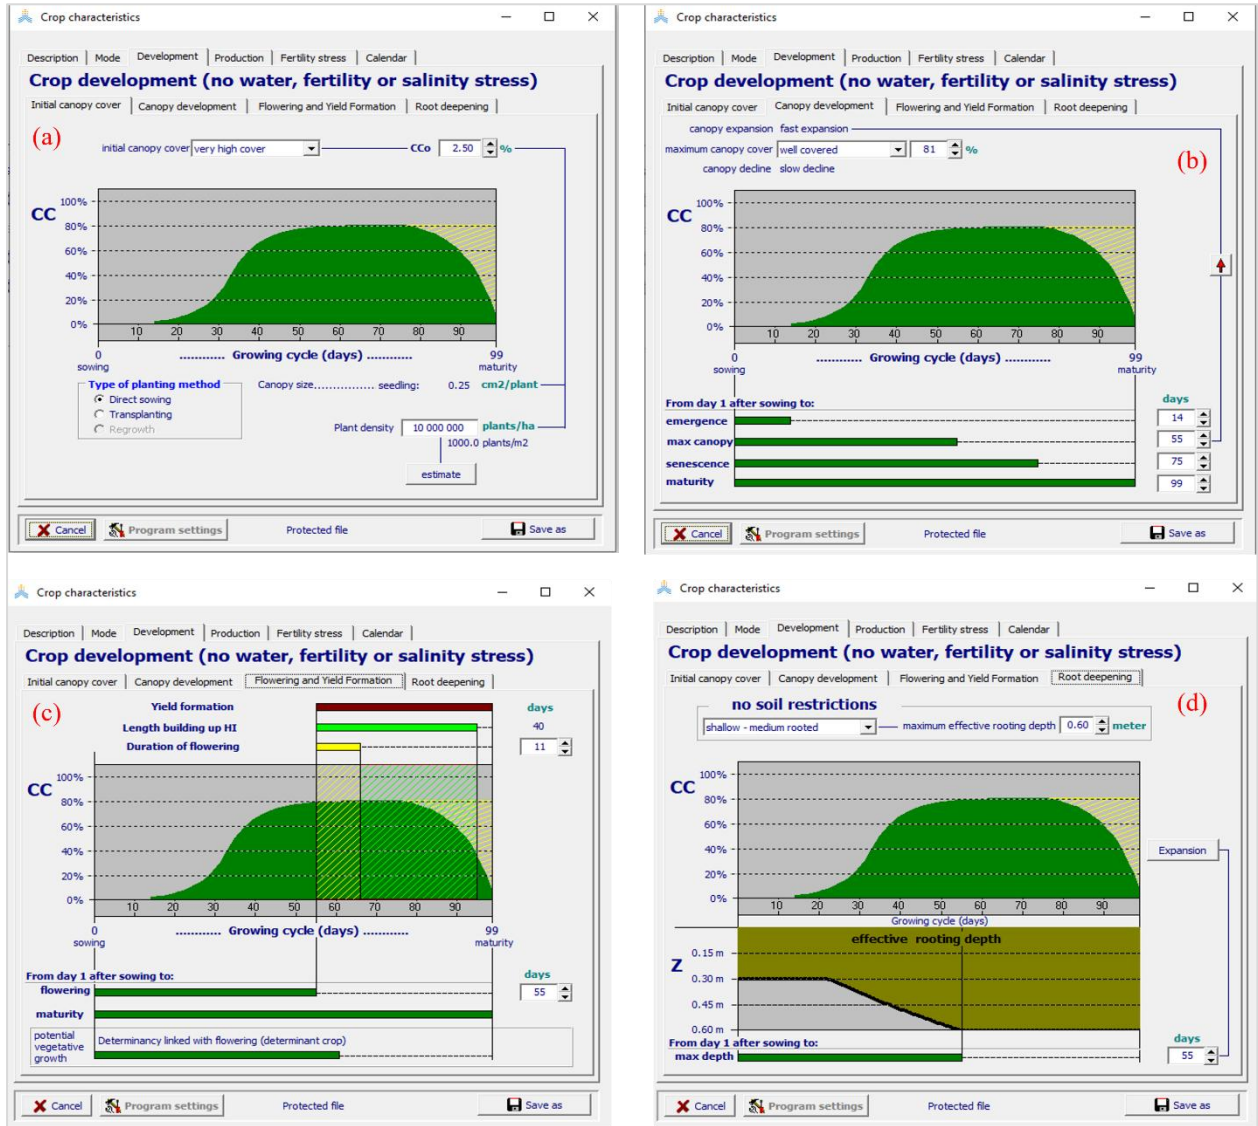 Crop characteristics
Description Mode Development Production Fertility stress Calendar
Crop development (no water, fertility or salinity stress)
Initial canopy cover Canopy development Flowering and Yield Formation Root deepening
(a)
initial canopy cover very high cover CCo 2.50 %
CC
100%
80%
60%
40%
20%
0%
10 20 30 40 50 60 70 80 90
0 ............ Growing cycle (days) ............ 99
sowing maturity
Type of planting method
Direct sowing
Transplanting
Regrowth
Canopy size................ seedling: 0.25 cm2/plant
Plant density 10 000 000 plants/ha
1000.0 plants/m2
estimate
Cancel Program settings Protected file Save as
Crop characteristics
Description Mode Development Production Fertility stress Calendar
Crop development (no water, fertility or salinity stress)
Initial canopy cover Canopy development Flowering and Yield Formation Root deepening
canopy expansion fast expansion
maximum canopy cover well covered 81 %
canopy decline slow decline
(b)
CC
100%
80%
60%
40%
20%
0%
10 20 30 40 50 60 70 80 90
0 ............ Growing cycle (days) ............ 99
sowing maturity
From day 1 after sowing to: days
emergence 14
max canopy 55
senescence 75
maturity 99
Cancel Program settings Protected file Save as
Crop characteristics
Description Mode Development Production Fertility stress Calendar
Crop development (no water, fertility or salinity stress)
Initial canopy cover Canopy development Flowering and Yield Formation Root deepening
(c)
Yield formation days
Length building up HI 40
Duration of flowering 11
CC
100%
80%
60%
40%
20%
0%
10 20 30 40 50 60 70 80 90
0 ............ Growing cycle (days) ............ 99
sowing maturity
From day 1 after sowing to: days
flowering 55
maturity
potential vegetative growth
Determinancy linked with flowering (determinant crop)
Cancel Program settings Protected file Save as
Crop characteristics
Description Mode Development Production Fertility stress Calendar
Crop development (no water, fertility or salinity stress)
Initial canopy cover Canopy development Flowering and Yield Formation Root deepening
no soil restrictions
(d)
shallow - medium rooted maximum effective rooting depth 0.60 meter
CC
100%
80%
60%
40%
20%
0%
10 20 30 40 50 60 70 80 90
Growing cycle (days)
Expansion
effective rooting depth
Z
0.15 m
0.30 m
0.45 m
0.60 m
From day 1 after sowing to: days
max depth 55
Cancel Program settings Protected file Save as